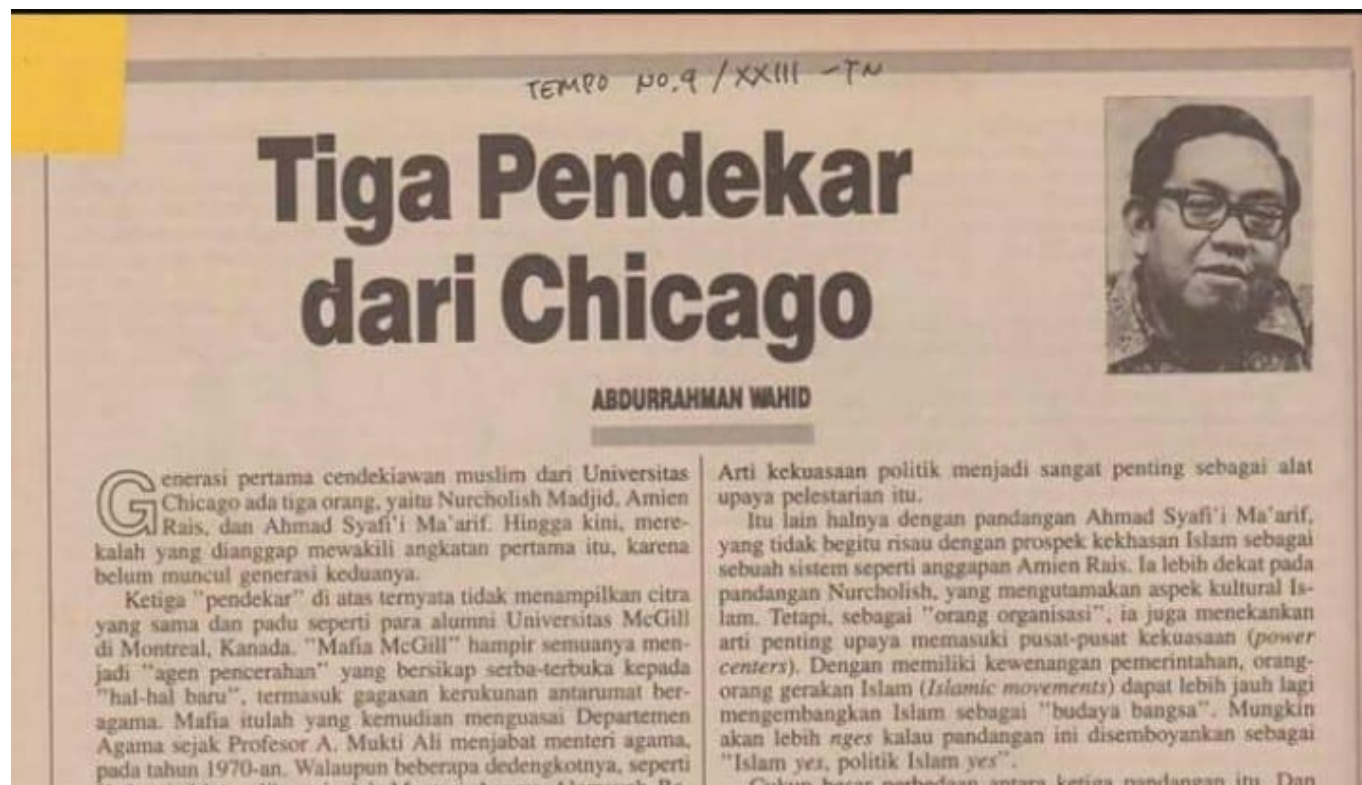 TEMPO NO.9 / XXIII - TN
Tiga Pendekar
dari Chicago
ABDURRAHMAN WAHID
Generasi pertama cendekiawan muslim dari Universitas
Chicago ada tiga orang, yaitu Nurcholish Madjid, Amien
Rais, dan Ahmad Syafi'i Ma'arif. Hingga kini, mere-
kalah yang dianggap mewakili angkatan pertama itu, karena
belum muncul generasi keduanya.
Ketiga "pendekar" di atas ternyata tidak menampilkan citra
yang sama dan padu seperti para alumni Universitas McGill
di Montreal, Kanada. "Mafia McGill" hampir semuanya men-
jadi "agen pencerahan" yang bersikap serba-terbuka kepada
"hal-hal baru", termasuk gagasan kerukunan antarumat ber-
agama. Mafia itulah yang kemudian menguasai Departemen
Agama sejak Profesor A. Mukti Ali menjabat menteri agama,
pada tahun 1970-an. Walaupun beberapa dedengkotnya, seperti
Arti kekuasaan politik menjadi sangat penting sebagai alat
upaya pelestarian itu.
Itu lain halnya dengan pandangan Ahmad Syafi'i Ma'arif,
yang tidak begitu risau dengan prospek kekhasan Islam sebagai
sebuah sistem seperti anggapan Amien Rais. Ia lebih dekat pada
pandangan Nurcholish, yang mengutamakan aspek kultural Is-
lam. Tetapi, sebagai "orang organisasi", ia juga menekankan
arti penting upaya memasuki pusat-pusat kekuasaan (power
centers). Dengan memiliki kewenangan pemerintahan, orang-
orang gerakan Islam (Islamic movements) dapat lebih jauh lagi
mengembangkan Islam sebagai "budaya bangsa". Mungkin
akan lebih nges kalau pandangan ini disemboyankan sebagai
"Islam yes, politik Islam yes".
Cukup besar perbedaan antara ketiga pandangan itu. Dan